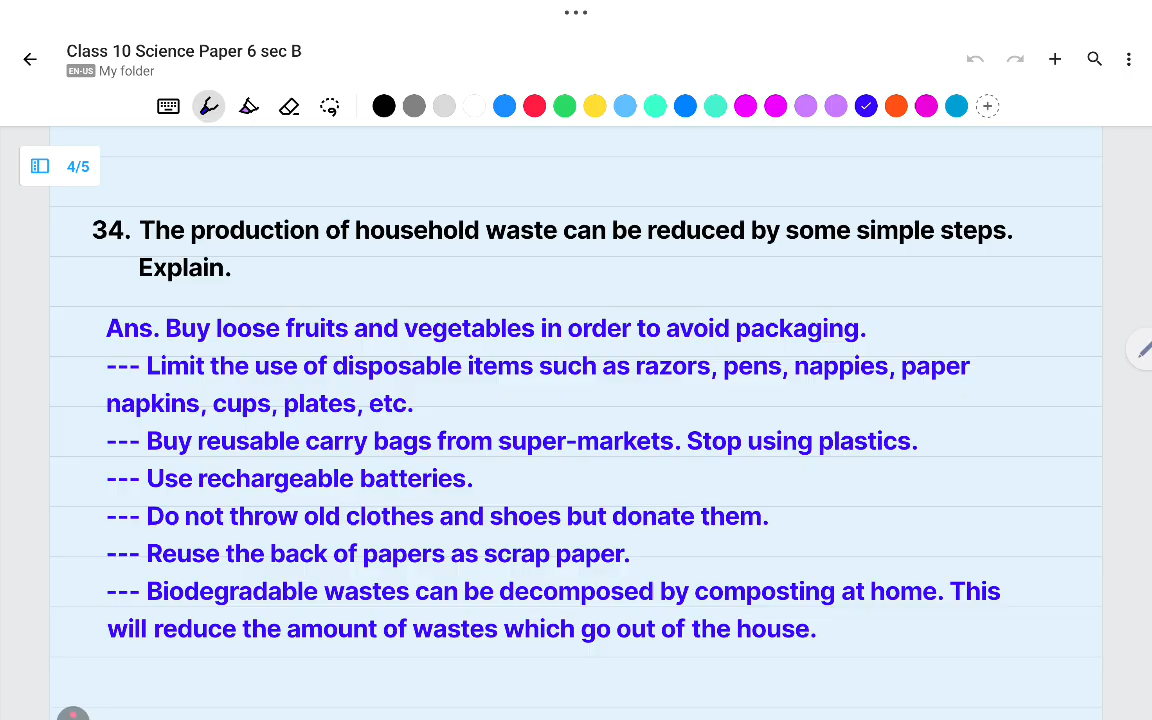 Class 10 Science Paper 6 sec B
EN-US My folder
4/5
34. The production of household waste can be reduced by some simple steps.
Explain.
Ans. Buy loose fruits and vegetables in order to avoid packaging.
--- Limit the use of disposable items such as razors, pens, nappies, paper
napkins, cups, plates, etc.
--- Buy reusable carry bags from super-markets. Stop using plastics.
--- Use rechargeable batteries.
--- Do not throw old clothes and shoes but donate them.
--- Reuse the back of papers as scrap paper.
--- Biodegradable wastes can be decomposed by composting at home. This
will reduce the amount of wastes which go out of the house.